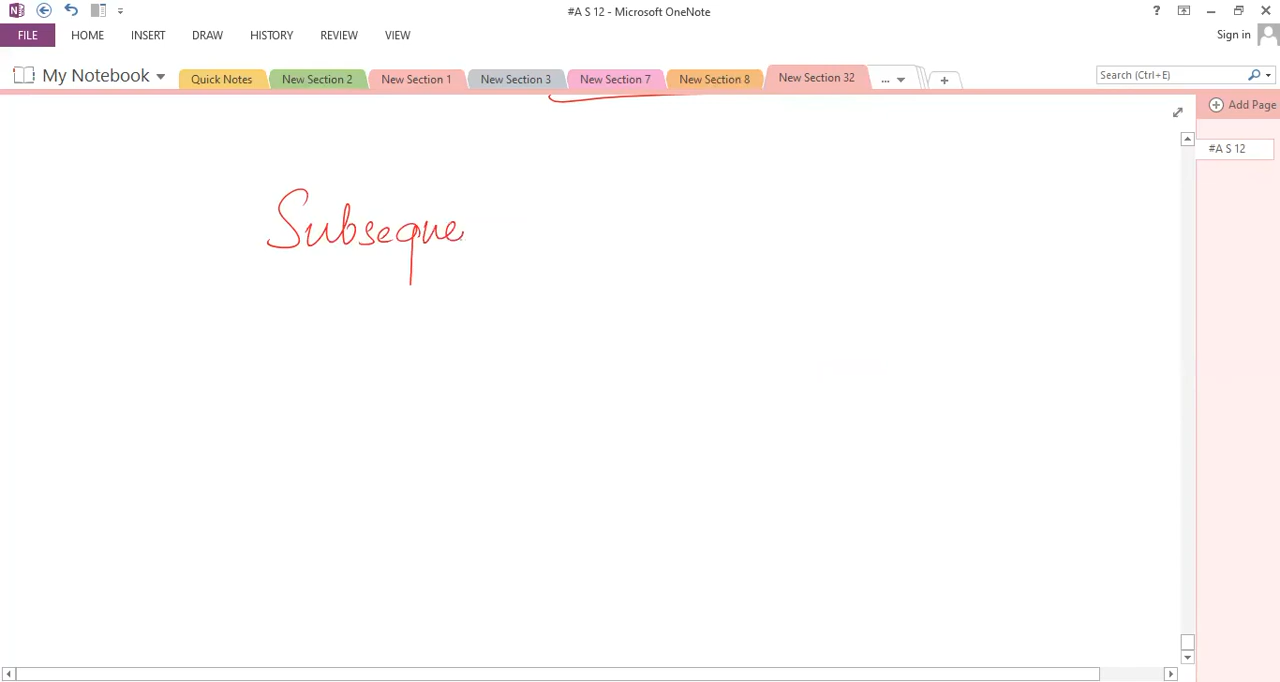 #A S 12 - Microsoft OneNote
FILE HOME INSERT DRAW HISTORY REVIEW VIEW Sign in
My Notebook Quick Notes New Section 2 New Section 1 New Section 3 New Section 7 New Section 8 New Section 32 ... Search (Ctrl+E)
Add Page
#A S 12
Subseque